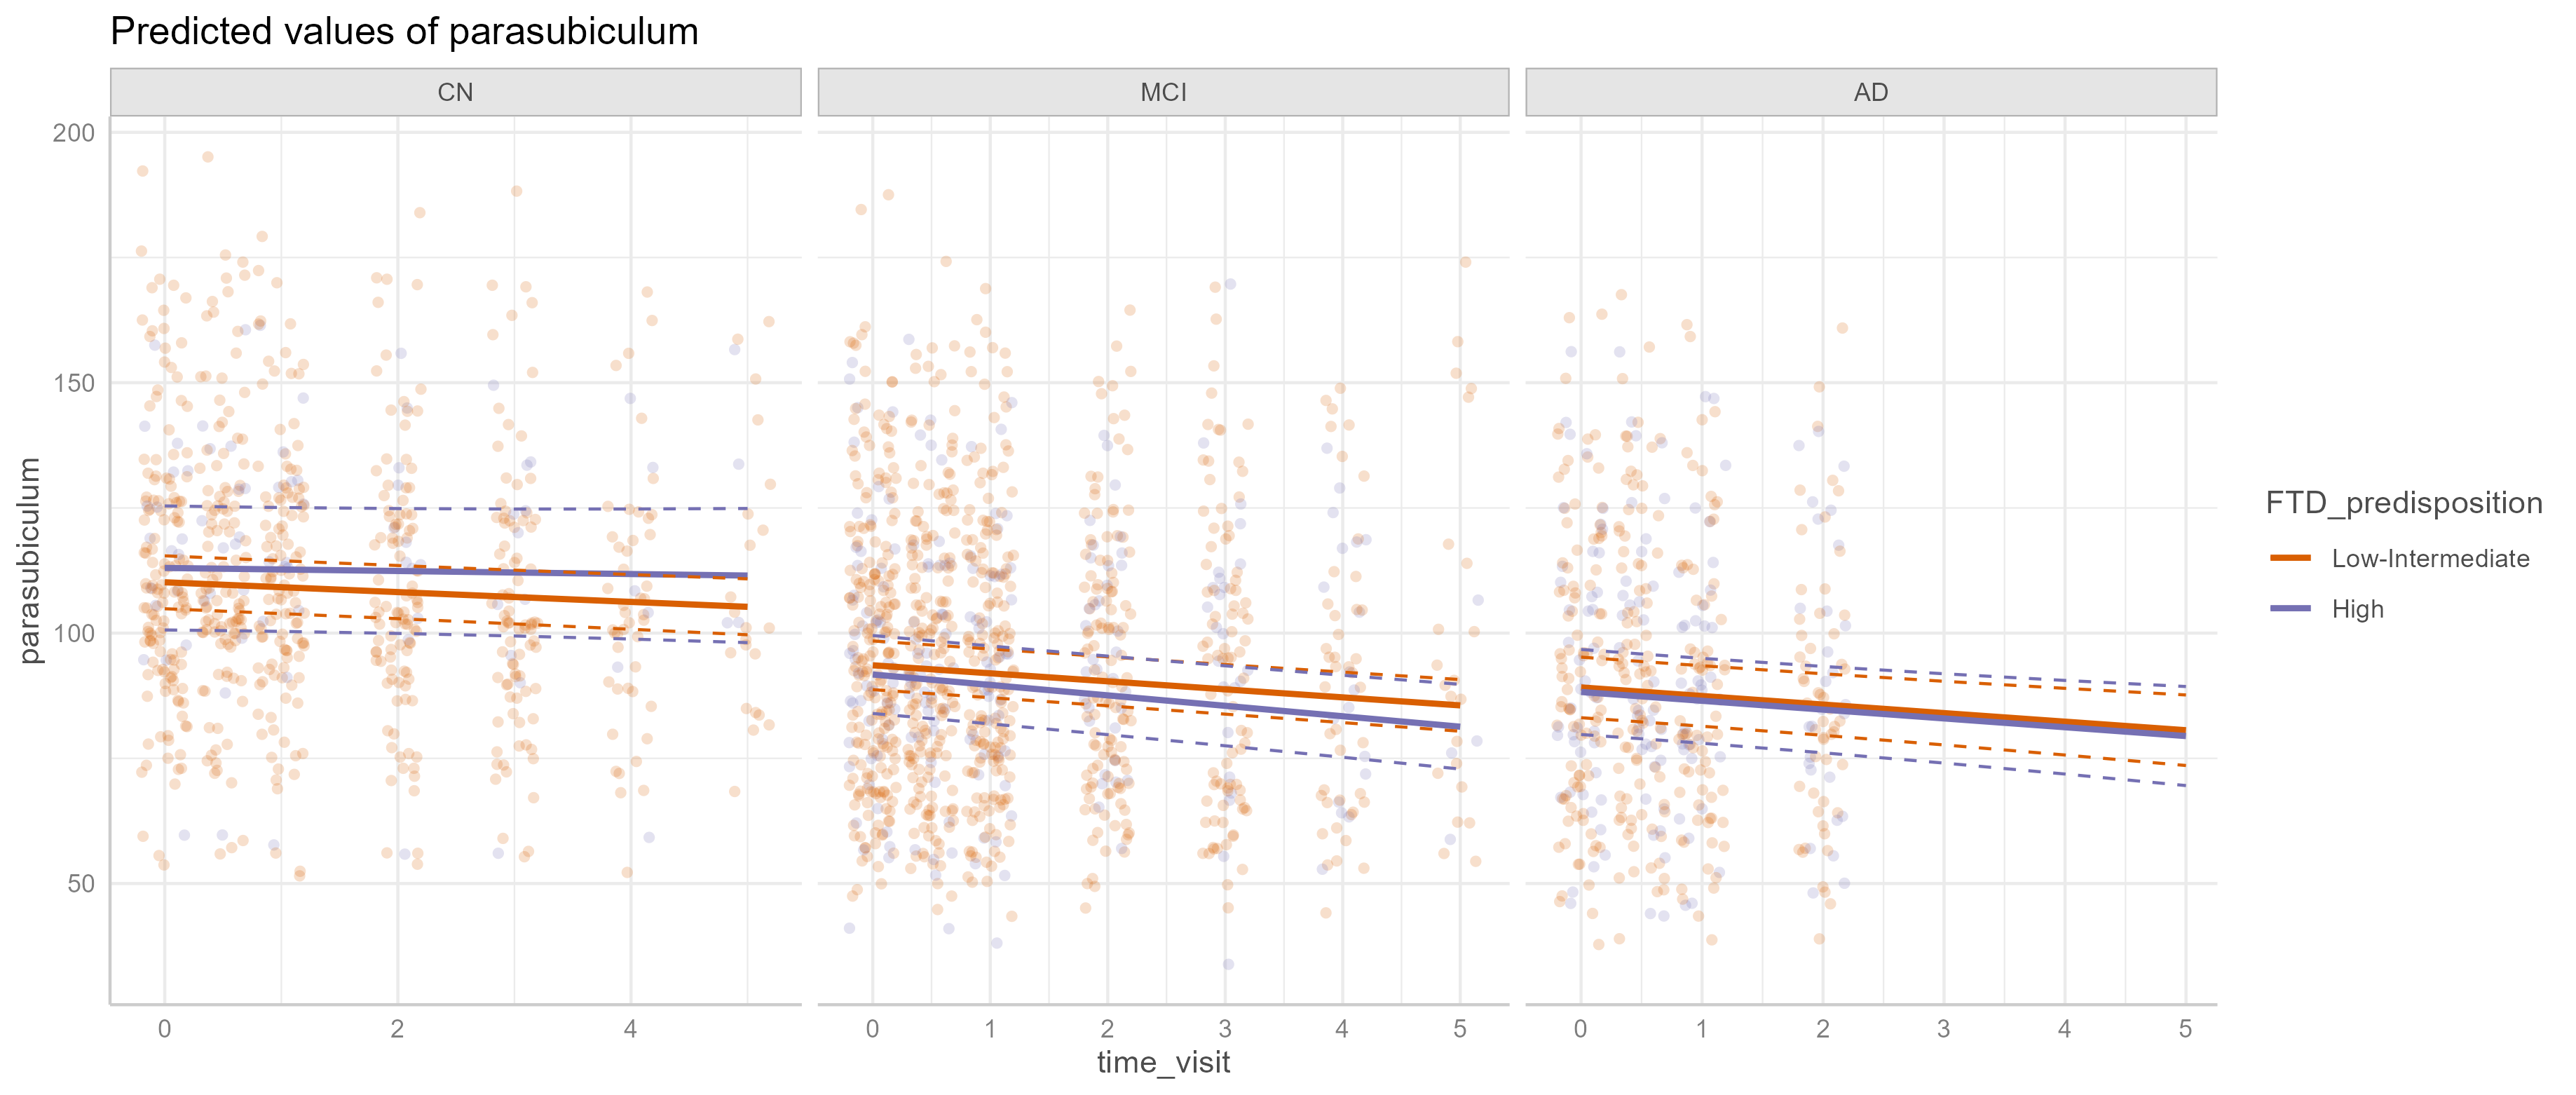 Predicted values of parasubiculum
CN
MCI
AD
200
150
100
50
parasubiculum
0 2 4
0 1 2 3 4 5
0 1 2 3 4 5
time_visit
FTD_predisposition
Low-Intermediate
High